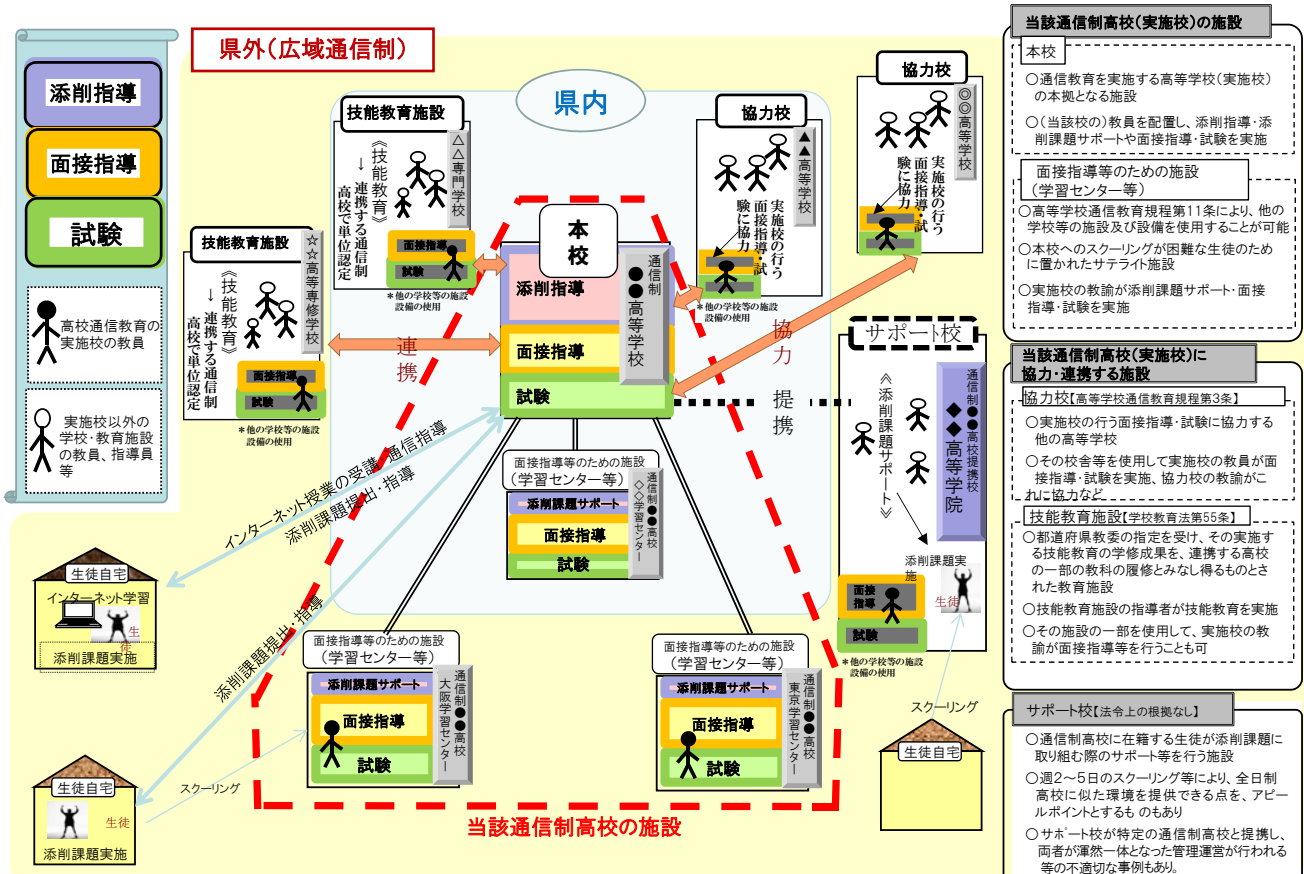 県外(広域通信制)
県内
添削指導
面接指導
試験
高校通信教育の
実施校の教員
実施校以外の
学校・教育施設
の教員、指導員
等
技能教育施設
☆☆高等専修学校
《技能教育》
→連携する通信制
高校で単位認定
面接指導
試験
*他の学校等の施設
設備の使用
技能教育施設
△△専門学校
《技能教育》
→連携する通信制
高校で単位認定
面接指導
試験
*他の学校等の施設
設備の使用
本校
通信制
●●高等学校
添削指導
面接指導
試験
協力校
▲▲高等学校
実施校の行う
面接指導・試
験に協力
*他の学校等の施設
設備の使用
協力校
◎◎高等学校
実施校の行う
面接指導・試
験に協力
連携
協力
提携
サポート校
通信制●●高校提携校
◆◆高等学院
《添削課題サポート》
添削課題実
施
生徒
面接
指導
試験
*他の学校等の施設
設備の使用
スクーリング
生徒自宅
面接指導等のための施設
(学習センター等)
通信制●●高校
◇◇学習センター
添削課題サポート
面接指導
試験
面接指導等のための施設
(学習センター等)
通信制●●高校
大阪学習センター
添削課題サポート
面接指導
試験
面接指導等のための施設
(学習センター等)
通信制●●高校
東京学習センター
添削課題サポート
面接指導
試験
当該通信制高校の施設
インターネット授業の受講・通信指導
添削課題提出・指導
添削課題提出・指導
生徒自宅
インターネット学習
生徒
添削課題実施
生徒自宅
生徒
添削課題実施
スクーリング
当該通信制高校(実施校)の施設
本校
○通信教育を実施する高等学校(実施校)
の本拠となる施設
○(当該校の)教員を配置し、添削指導・添
削課題サポートや面接指導・試験を実施
面接指導等のための施設
(学習センター等)
○高等学校通信教育規程第11条により、他の
学校等の施設及び設備を使用することが可能
○本校へのスクーリングが困難な生徒のため
に置かれたサテライト施設
○実施校の教諭が添削課題サポート・面接
指導・試験を実施
当該通信制高校(実施校)に
協力・連携する施設
協力校【高等学校通信教育規程第3条】
○実施校の行う面接指導・試験に協力する
他の高等学校
○その校舎等を使用して実施校の教員が面
接指導・試験を実施、協力校の教諭がこ
れに協力など
技能教育施設【学校教育法第55条】
○都道府県教委の指定を受け、その実施す
る技能教育の学修成果を、連携する高校
の一部の教科の履修とみなし得るものとさ
れた教育施設
○技能教育施設の指導者が技能教育を実施
○その施設の一部を使用して、実施校の教
諭が面接指導等を行うことも可
サポート校【法令上の根拠なし】
○通信制高校に在籍する生徒が添削課題に
取り組む際のサポート等を行う施設
○週2～5日のスクーリング等により、全日制
高校に似た環境を提供できる点を、アピー
ルポイントとするものもあり
○サポート校が特定の通信制高校と提携し、
両者が渾然一体となった管理運営が行われる
等の不適切な事例もあり。